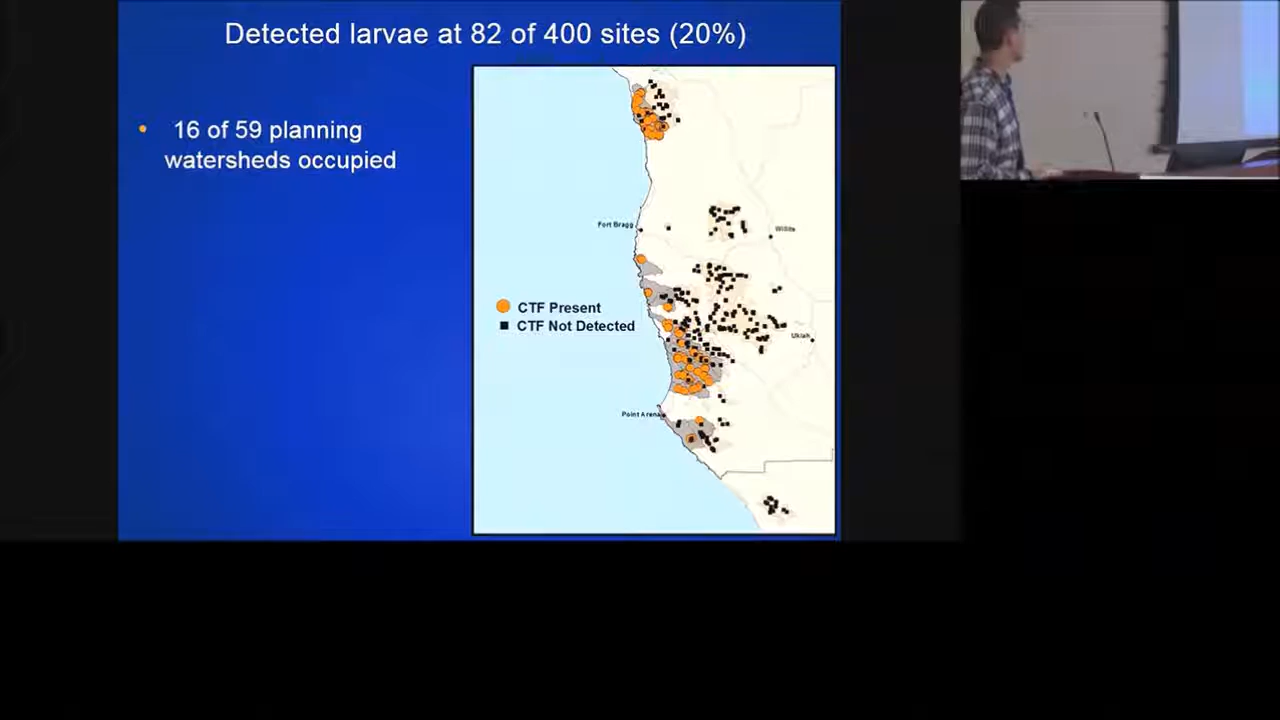 Detected larvae at 82 of 400 sites (20%)
• 16 of 59 planning
watersheds occupied
Fort Bragg
Willits
CTF Present
CTF Not Detected
Ukiah
Point Arena